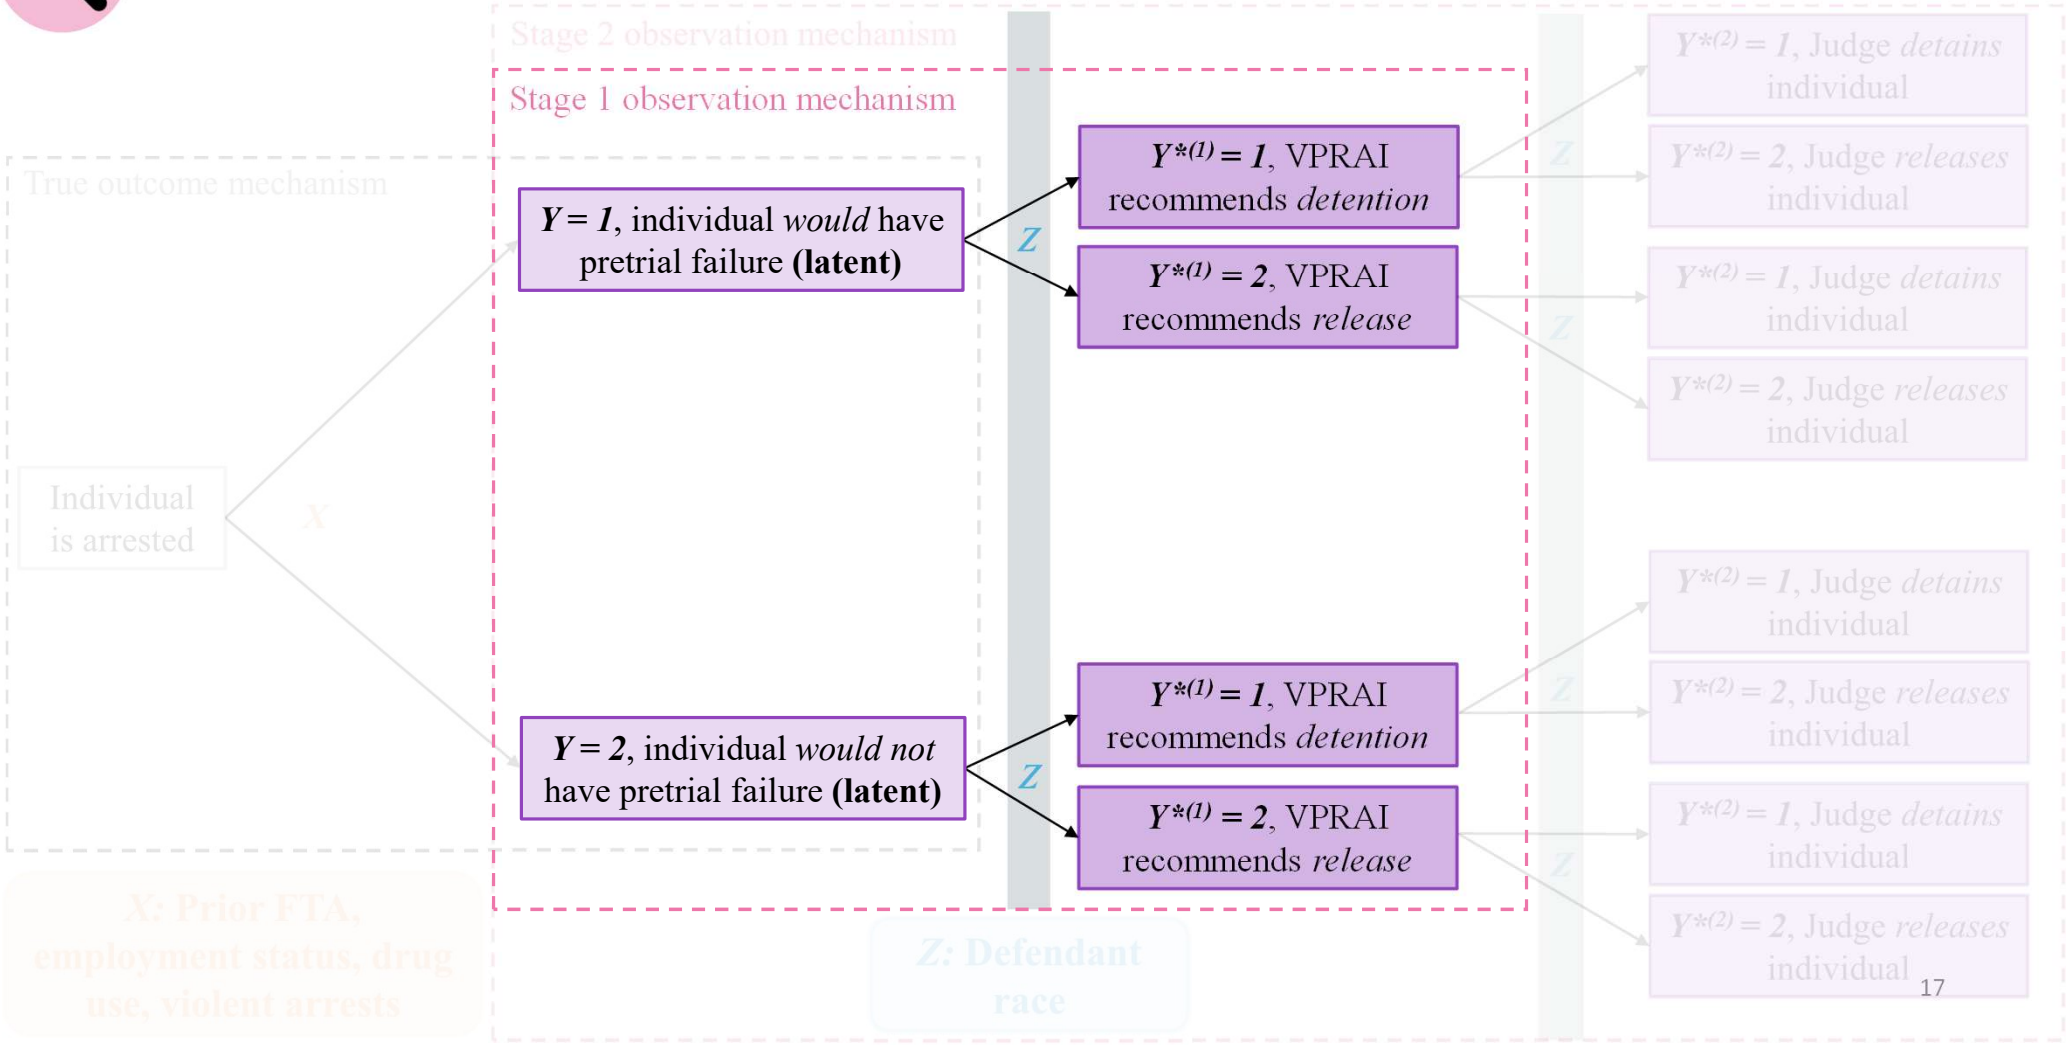 Stage 2 observation mechanism
Stage 1 observation mechanism
True outcome mechanism
Individual
is arrested
X
Y = 1, individual would have
pretrial failure (latent)
Y = 2, individual would not
have pretrial failure (latent)
Z
Z
Y*(1) = 1, VPRAI
recommends detention
Y*(1) = 2, VPRAI
recommends release
Y*(1) = 1, VPRAI
recommends detention
Y*(1) = 2, VPRAI
recommends release
Z
Z
Z
Z
Y*(2) = 1, Judge detains
individual
Y*(2) = 2, Judge releases
individual
Y*(2) = 1, Judge detains
individual
Y*(2) = 2, Judge releases
individual
Y*(2) = 1, Judge detains
individual
Y*(2) = 2, Judge releases
individual
Y*(2) = 1, Judge detains
individual
Y*(2) = 2, Judge releases
individual
X: Prior FTA,
employment status, drug
use, violent arrests
Z: Defendant
race
17